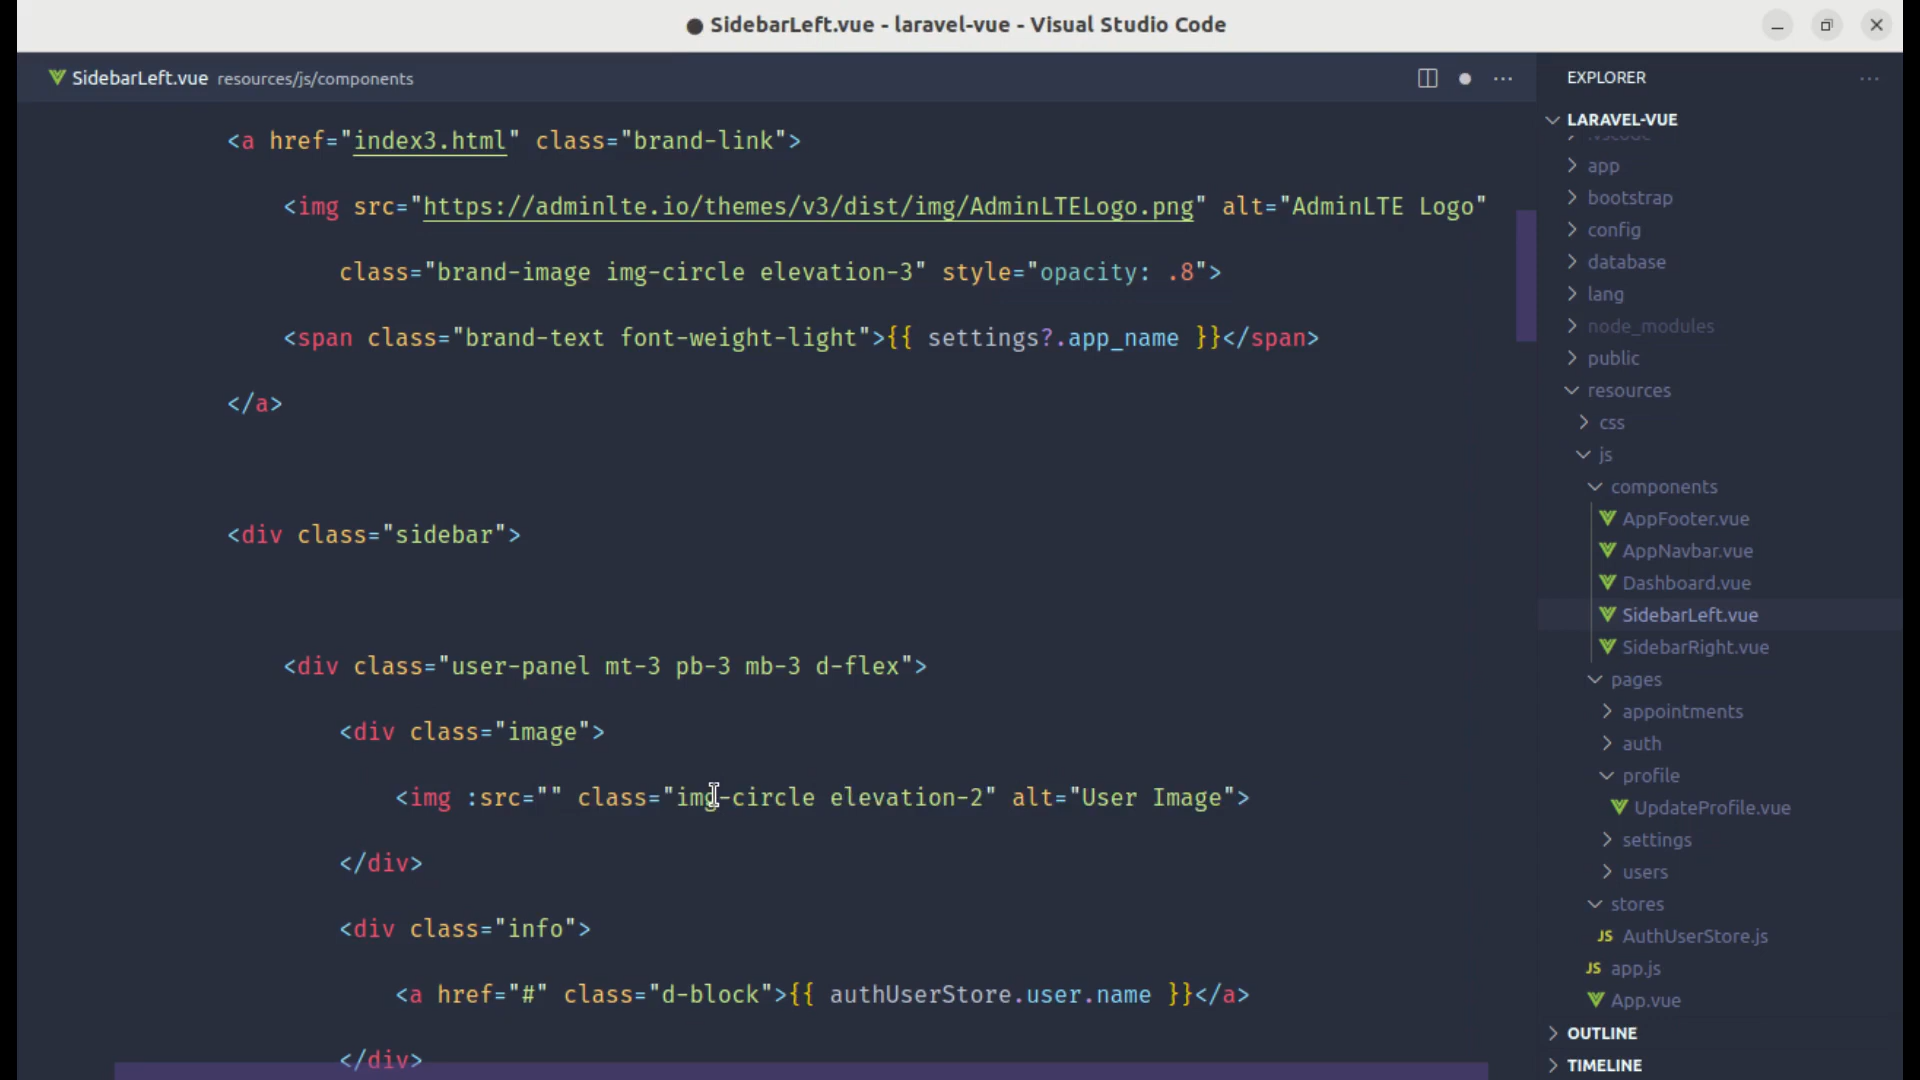 ● SidebarLeft.vue - laravel-vue - Visual Studio Code
SidebarLeft.vue resources/js/components
<a href="index3.html" class="brand-link">
<img src="https://adminlte.io/themes/v3/dist/img/AdminLTELogo.png" alt="AdminLTE Logo"
class="brand-image img-circle elevation-3" style="opacity: .8">
<span class="brand-text font-weight-light">{{ settings?.app_name }}</span>
</a>
<div class="sidebar">
<div class="user-panel mt-3 pb-3 mb-3 d-flex">
<div class="image">
<img :src="" class="img-circle elevation-2" alt="User Image">
</div>
<div class="info">
<a href="#" class="d-block">{{ authUserStore.user.name }}</a>
</div>
EXPLORER
LARAVEL-VUE
.vscode
app
bootstrap
config
database
lang
node_modules
public
resources
css
js
components
AppFooter.vue
AppNavbar.vue
Dashboard.vue
SidebarLeft.vue
SidebarRight.vue
pages
appointments
auth
profile
UpdateProfile.vue
settings
users
stores
JS AuthUserStore.js
JS app.js
App.vue
OUTLINE
TIMELINE